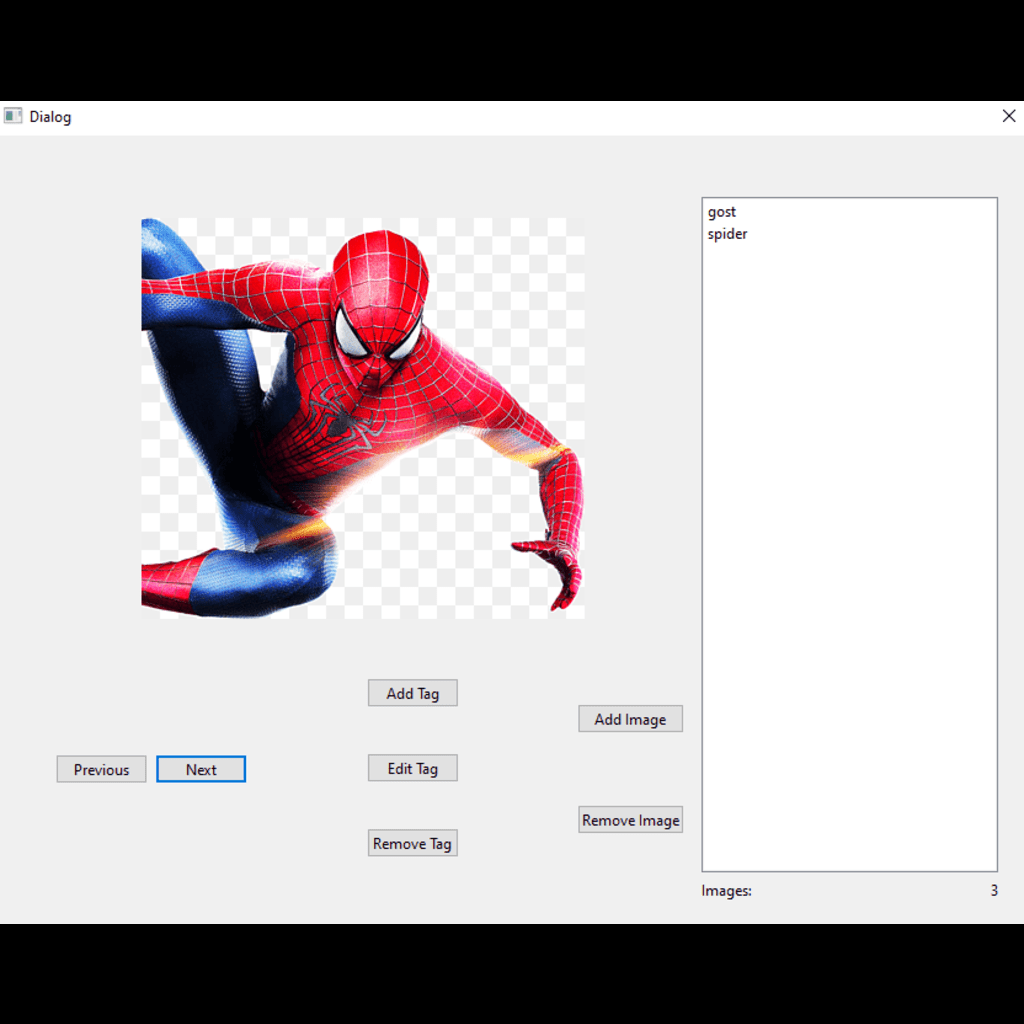 Dialog
gost
spider
Add Tag
Add Image
Previous
Next
Edit Tag
Remove Image
Remove Tag
Images:
3